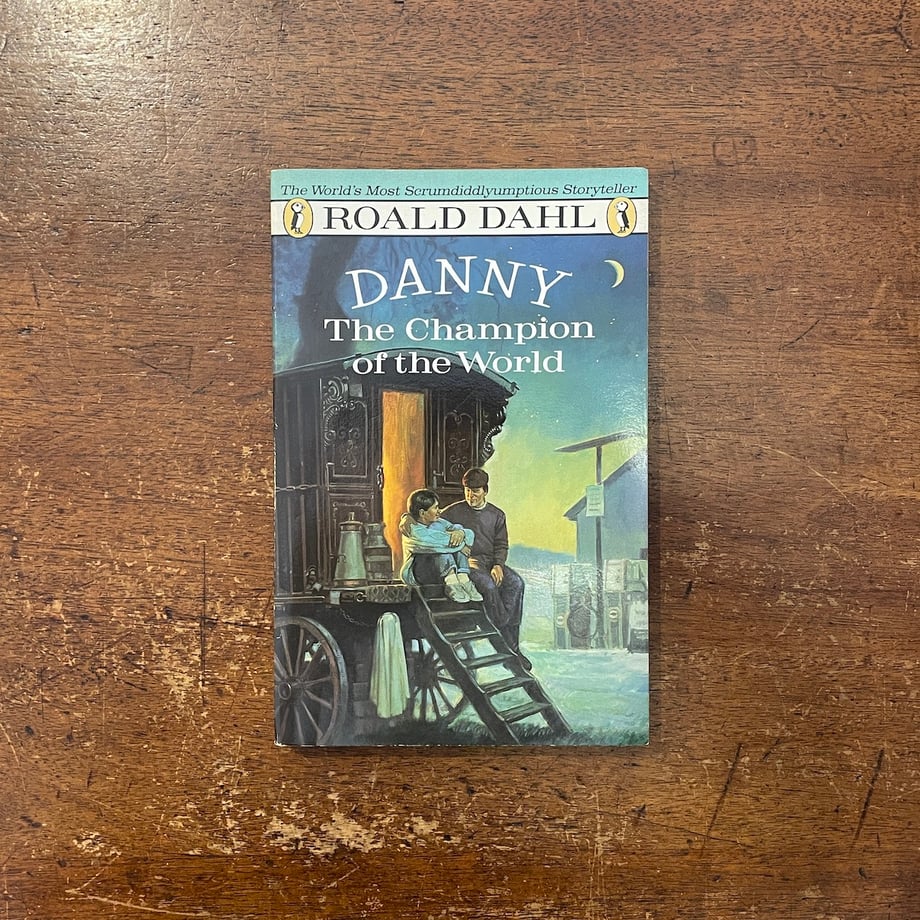 The World's Most Scrumdiddlyumptious Storyteller
ROALD DAHL
DANNY
The Champion
of the World